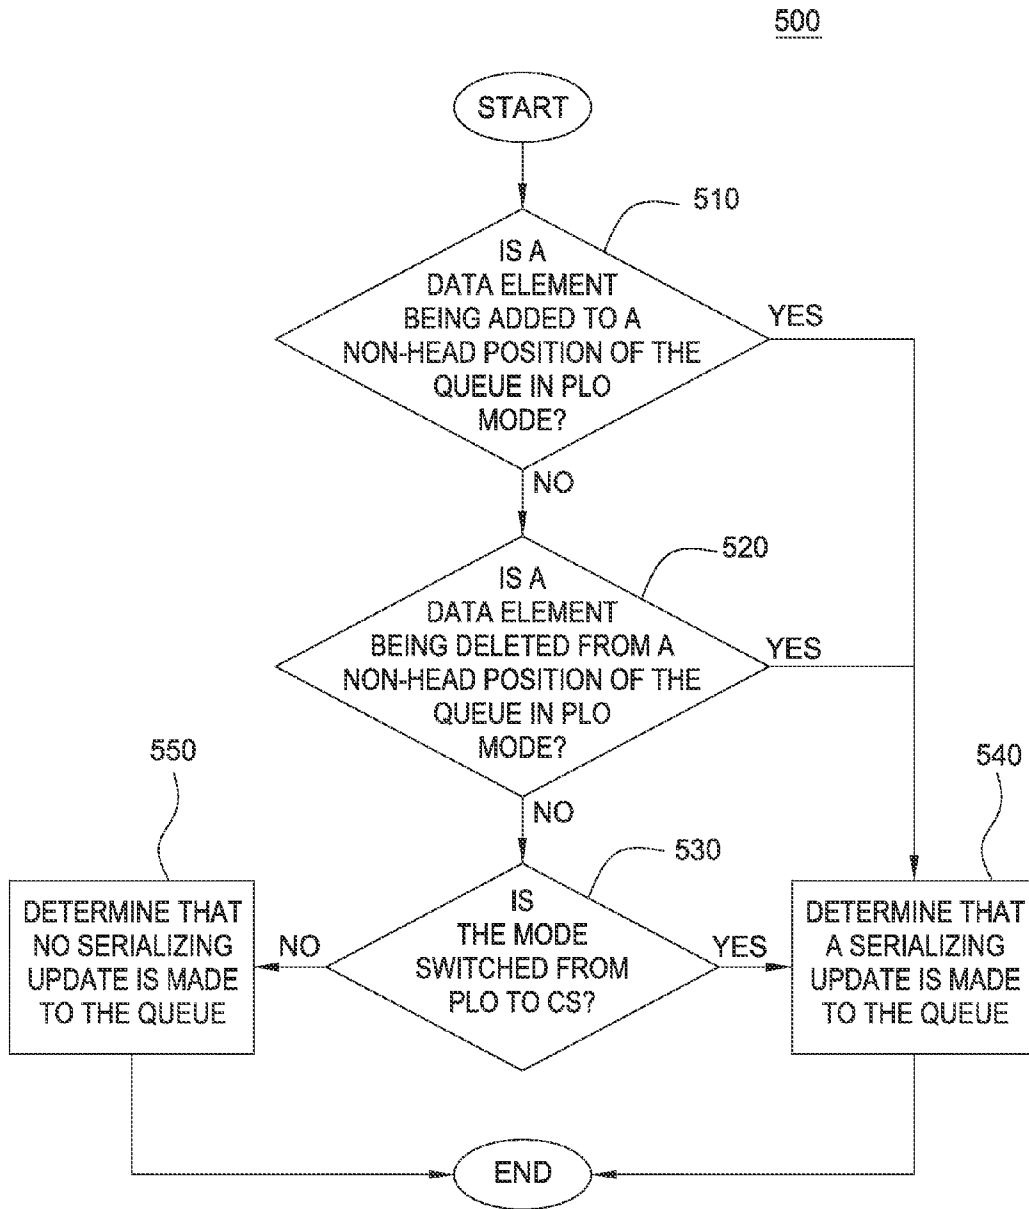 500
START
510
IS A
DATA ELEMENT
BEING ADDED TO A
NON-HEAD POSITION OF THE
QUEUE IN PLO
MODE?
YES
NO
520
IS A
DATA ELEMENT
BEING DELETED FROM A
NON-HEAD POSITION OF THE
QUEUE IN PLO
MODE?
YES
NO
550
540
530
DETERMINE THAT
NO SERIALIZING
UPDATE IS MADE
TO THE QUEUE
NO
IS
THE MODE
SWITCHED FROM
PLO TO CS?
YES
DETERMINE THAT
A SERIALIZING
UPDATE IS MADE
TO THE QUEUE
END